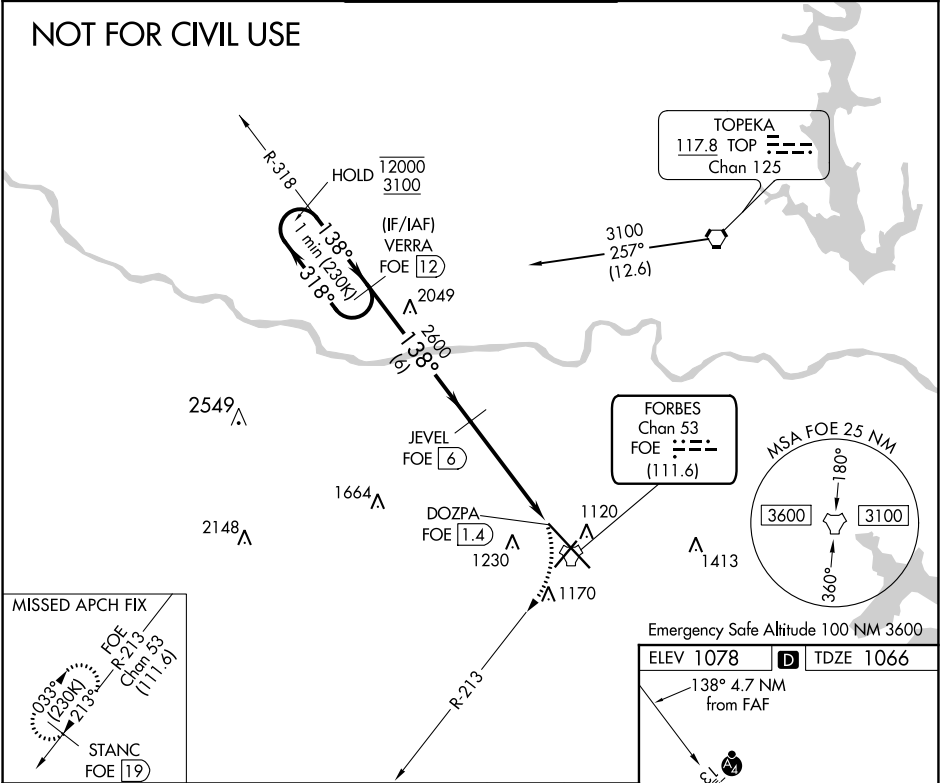 NOT FOR CIVIL USE
R-318
HOLD 12000
3100
138°
1 min (230K)
318°
(IF/IAF)
VERRA
FOE 12
2049
TOPEKA
117.8 TOP
Chan 125
3100
257°
(12.6)
2600
138°
(6)
2549
JEVEL
FOE 6
FORBES
Chan 53
FOE
(111.6)
MSA FOE 25 NM
180°
3600
3100
360°
1664
DOZPA
FOE 1.4
1120
2148
1230
1413
1170
Emergency Safe Altitude 100 NM 3600
MISSED APCH FIX
FOE
R-213
Chan 53
(111.6)
033°
(230K)
213°
STANC
FOE 19
R-213
ELEV 1078 D TDZE 1066
138° 4.7 NM
from FAF
13
A4